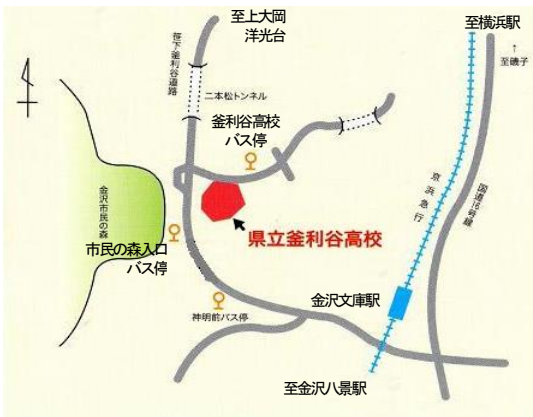 至上大岡
洋光台
至横浜駅
↑
至磯子
笹下釜利谷道路
二本松トンネル
釜利谷高校
バス停
京浜急行
国道16号線
金沢市民の森
県立釜利谷高校
市民の森入口
バス停
金沢文庫駅
神明前バス停
至金沢八景駅